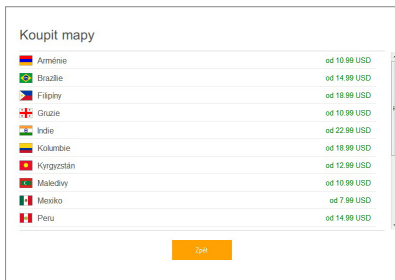 Koupit mapy
Arménie od 10.99 USD
Brazílie od 14.99 USD
Filipíny od 18.99 USD
Gruzie od 10.99 USD
Indie od 22.99 USD
Kolumbie od 18.99 USD
Kyrgyzstán od 12.99 USD
Maledivy od 10.99 USD
Mexiko od 7.99 USD
Peru od 14.99 USD
Zpět